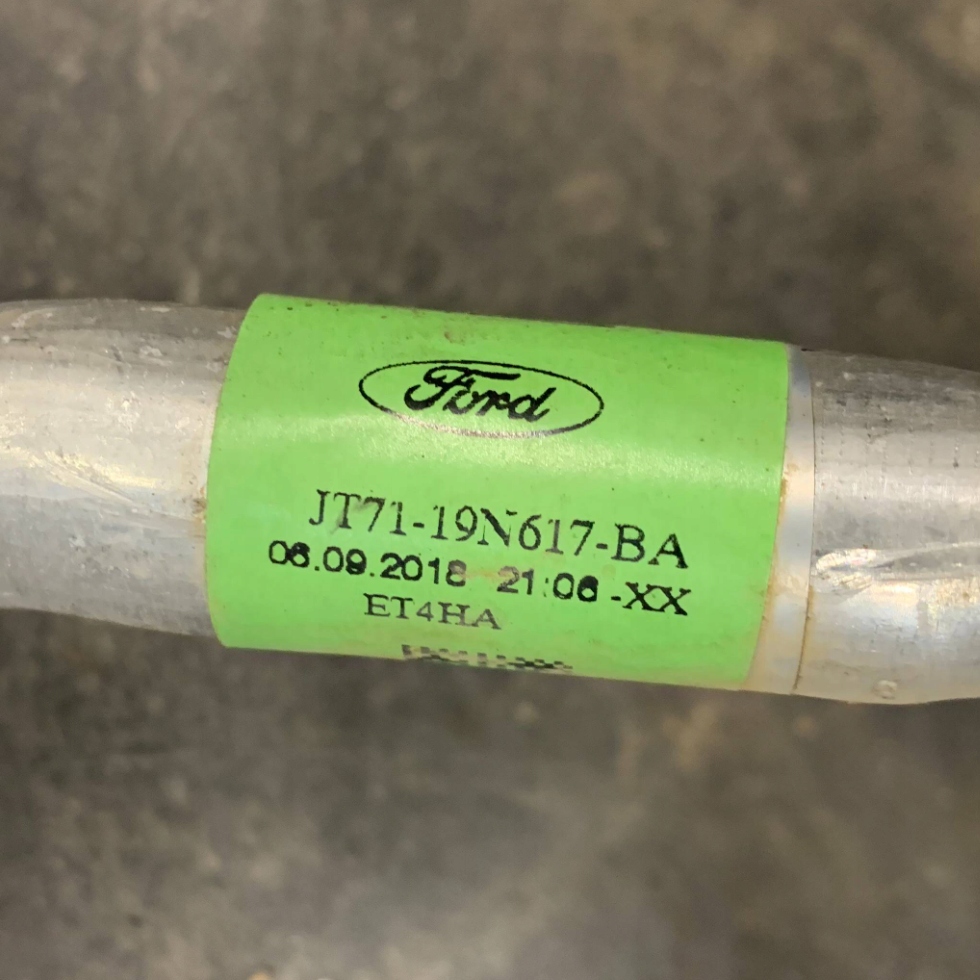 Ford
JT71-19N617-BA
06.09.2018 21:06 -XX
ET4HA